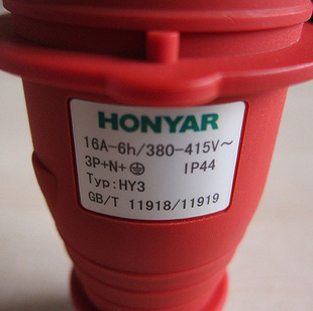 HONYAR
16A-6h/380-415V~
3P+N+⏚ IP44
Typ:HY3
GB/T 11918/11919